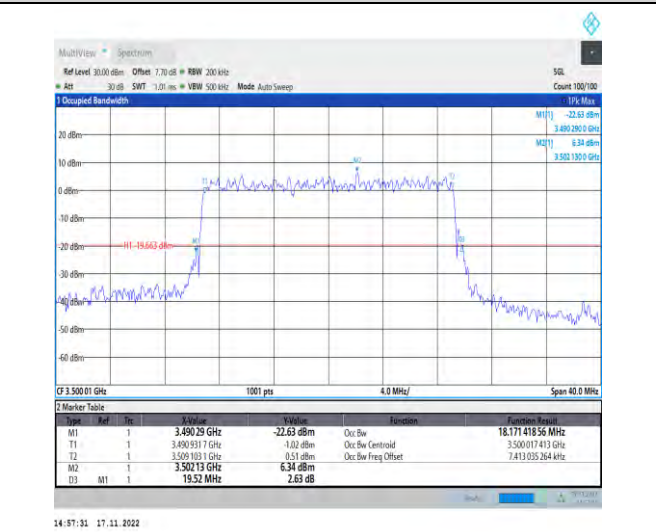 MultiView Spectrum
Ref Level 30.00 dBm Offset 7.70 dB RBW 200 kHz SGL
Att 30 dB SWT 1.01 ms VBW 500 kHz Mode Auto Sweep Count 100/100
1 Occupied Bandwidth 1Pk Max
M1[1] -22.63 dBm
3.490 290 0 GHz
M2[1] 6.34 dBm
3.502 130 0 GHz
20 dBm
10 dBm
M2
T1 T2
0 dBm
-10 dBm
-20 dBm H1 -19.663 dBm M1 D3
-30 dBm
-40 dBm
-50 dBm
-60 dBm
CF 3.500 01 GHz 1001 pts 4.0 MHz/ Span 40.0 MHz
2 Marker Table
Type Ref Trc X-Value Y-Value Function Function Result
M1 1 3.490 29 GHz -22.63 dBm Occ Bw 18.171 418 56 MHz
T1 1 3.490 931 7 GHz -1.02 dBm Occ Bw Centroid 3.500 017 413 GHz
T2 1 3.509 103 1 GHz 0.51 dBm Occ Bw Freq Offset 7.413 035 264 kHz
M2 1 3.502 13 GHz 6.34 dBm
D3 M1 1 19.52 MHz 2.63 dB
14:57:31 17.11.2022